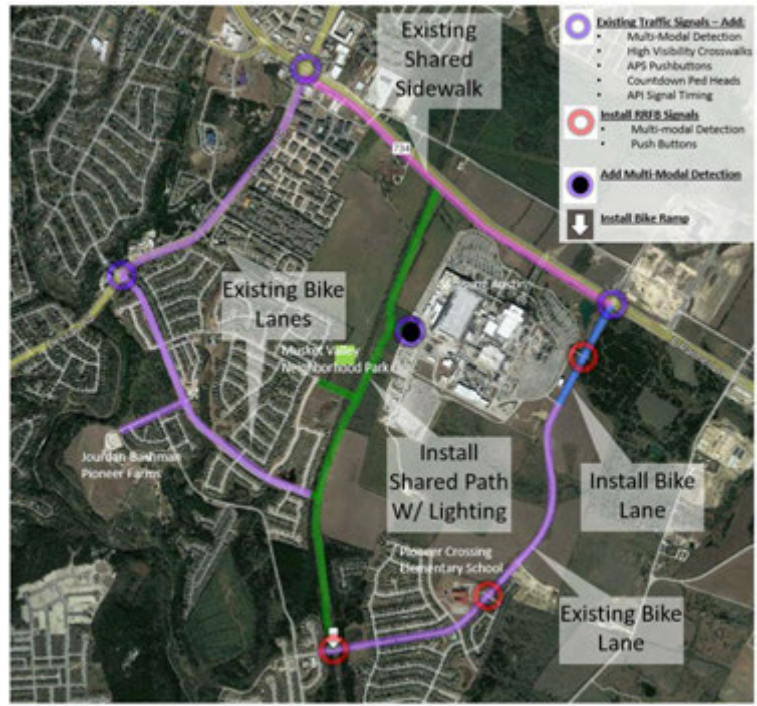 Existing
Shared
Sidewalk
Existing Traffic Signals – Add:
• Multi-Modal Detection
• High Visibility Crosswalks
• APS Pushbuttons
• Countdown Ped Heads
• API Signal Timing
Install RRFB Signals
• Multi-modal Detection
• Push Buttons
Add Multi-Modal Detection
Install Bike Ramp
734
Existing Bike
Lanes
Musket Valley
Neighborhood Park
Jourdan-Bachman
Pioneer Farms
Install
Shared Path
W/ Lighting
Install Bike
Lane
Pioneer Crossing
Elementary School
Existing Bike
Lane